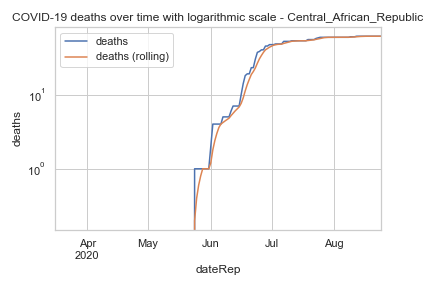 COVID-19 deaths over time with logarithmic scale - Central_African_Republic
deaths
deaths (rolling)
deaths
10¹
10⁰
Apr
2020
May
Jun
Jul
Aug
dateRep